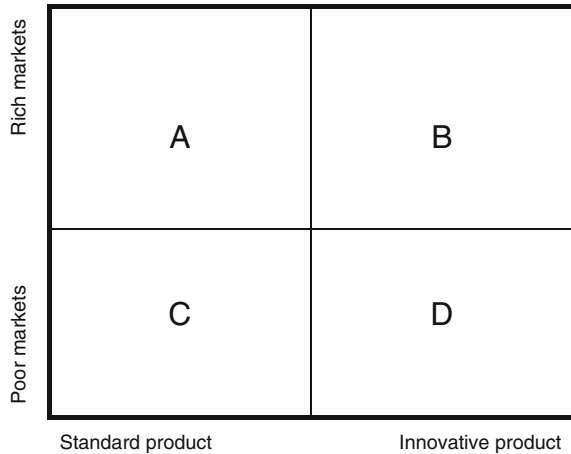 Rich markets
A
B
Poor markets
C
D
Standard product
Innovative product